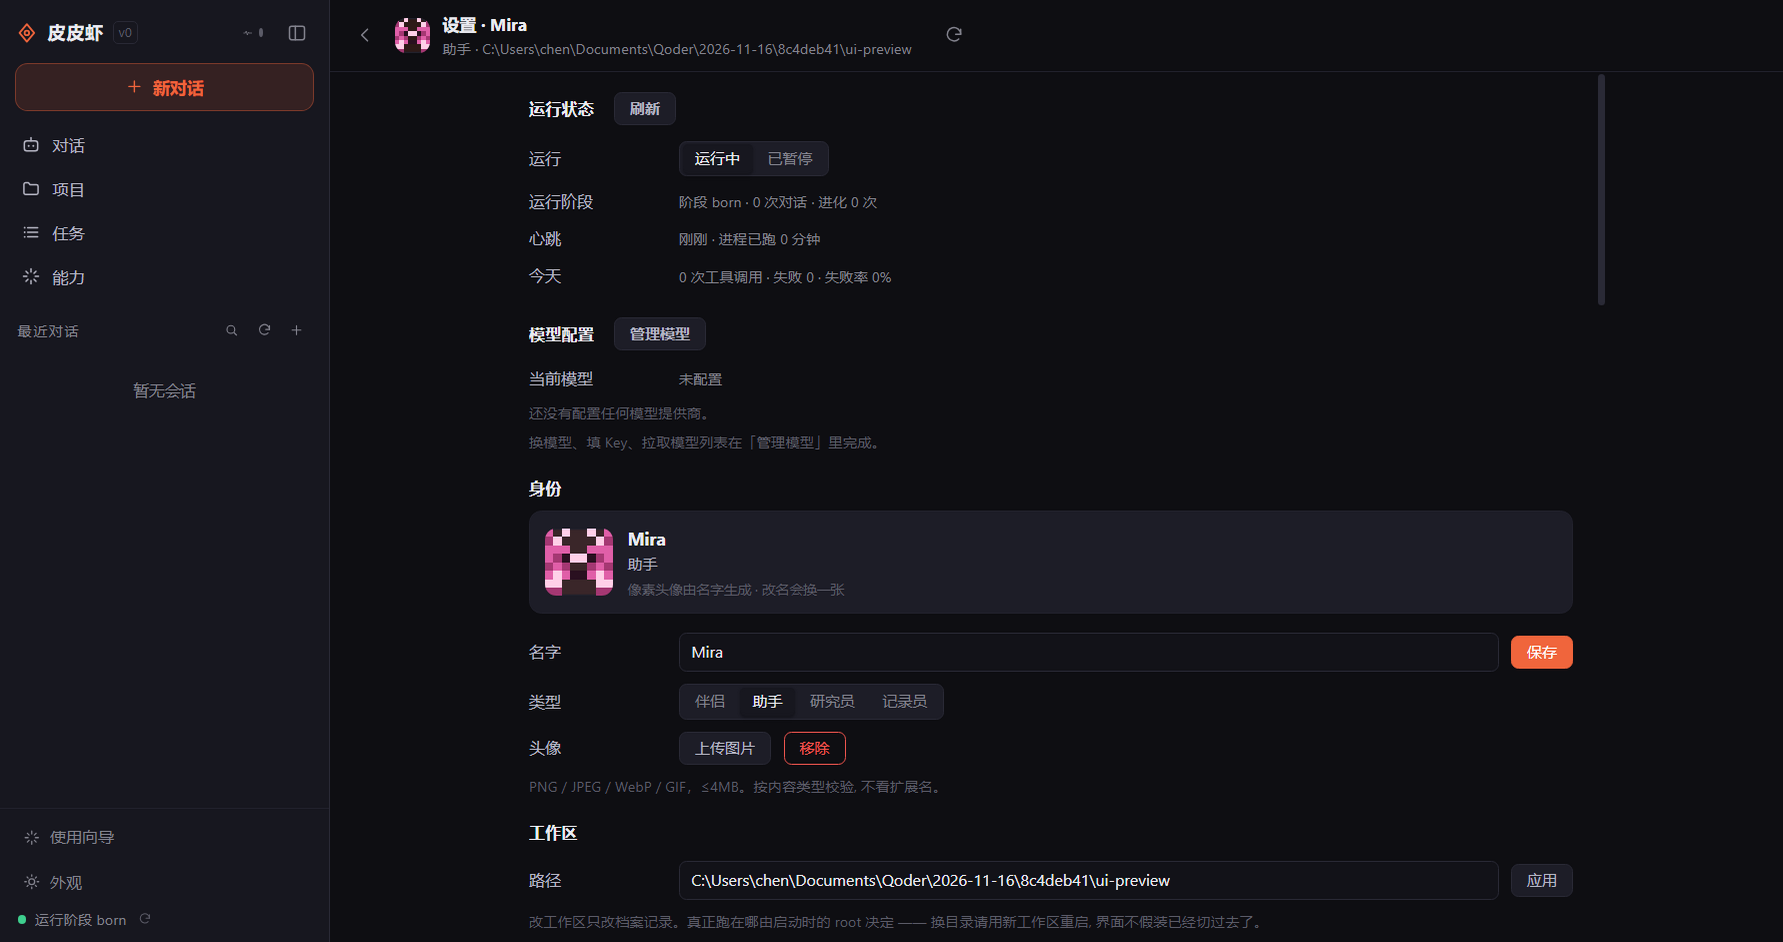 皮皮虾 v0
+ 新对话
对话
项目
任务
能力
最近对话
暂无会话
使用向导
外观
运行阶段 born
设置 · Mira
助手 · C:\Users\chen\Documents\Qoder\2026-11-16\8c4deb41\ui-preview
运行状态 刷新
运行 运行中 已暂停
运行阶段 阶段 born · 0 次对话 · 进化 0 次
心跳 刚刚 · 进程已跑 0 分钟
今天 0 次工具调用 · 失败 0 · 失败率 0%
模型配置 管理模型
当前模型 未配置
还没有配置任何模型提供商。
换模型、填 Key、拉取模型列表在「管理模型」里完成。
身份
Mira
助手
像素头像由名字生成 · 改名会换一张
名字 Mira 保存
类型 伴侣 助手 研究员 记录员
头像 上传图片 移除
PNG / JPEG / WebP / GIF，≤4MB。按内容类型校验, 不看扩展名。
工作区
路径 C:\Users\chen\Documents\Qoder\2026-11-16\8c4deb41\ui-preview 应用
改工作区只改档案记录。真正跑在哪由启动时的 root 决定 —— 换目录请用新工作区重启, 界面不假装已经切过去了。